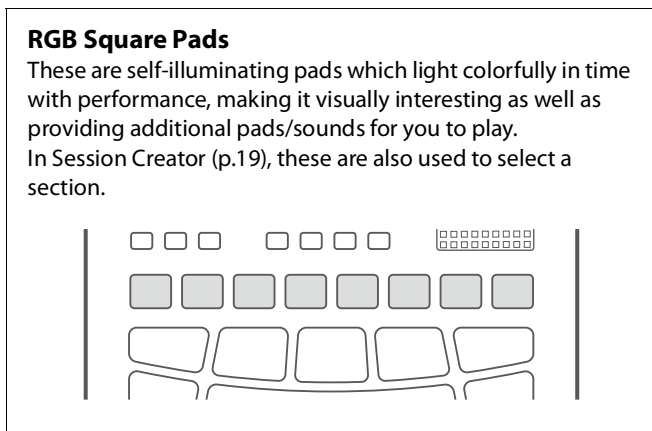 RGB Square Pads
These are self-illuminating pads which light colorfully in time
with performance, making it visually interesting as well as
providing additional pads/sounds for you to play.
In Session Creator (p.19), these are also used to select a
section.